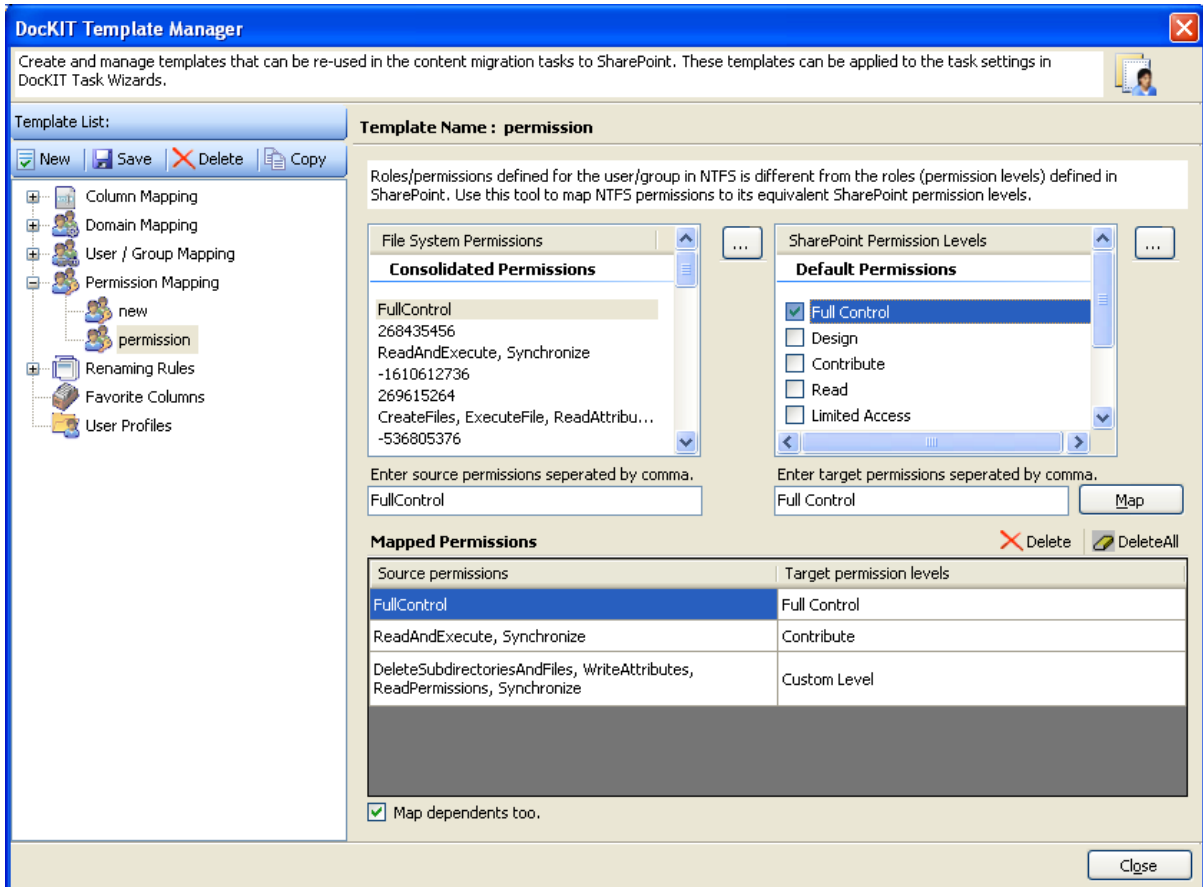 DocKIT Template Manager
Create and manage templates that can be re-used in the content migration tasks to SharePoint. These templates can be applied to the task settings in
DocKIT Task Wizards.
Template List:
New Save Delete Copy
Column Mapping
Domain Mapping
User / Group Mapping
Permission Mapping
new
permission
Renaming Rules
Favorite Columns
User Profiles
Template Name : permission
Roles/permissions defined for the user/group in NTFS is different from the roles (permission levels) defined in
SharePoint. Use this tool to map NTFS permissions to its equivalent SharePoint permission levels.
File System Permissions
Consolidated Permissions
FullControl
268435456
ReadAndExecute, Synchronize
-1610612736
269615264
CreateFiles, ExecuteFile, ReadAttribu...
-536805376
...
SharePoint Permission Levels
Default Permissions
Full Control
Design
Contribute
Read
Limited Access
...
Enter source permissions seperated by comma.
FullControl
Enter target permissions seperated by comma.
Full Control
Map
Mapped Permissions
Delete DeleteAll
Source permissions Target permission levels
FullControl Full Control
ReadAndExecute, Synchronize Contribute
DeleteSubdirectoriesAndFiles, WriteAttributes,
ReadPermissions, Synchronize
Custom Level
Map dependents too.
Close